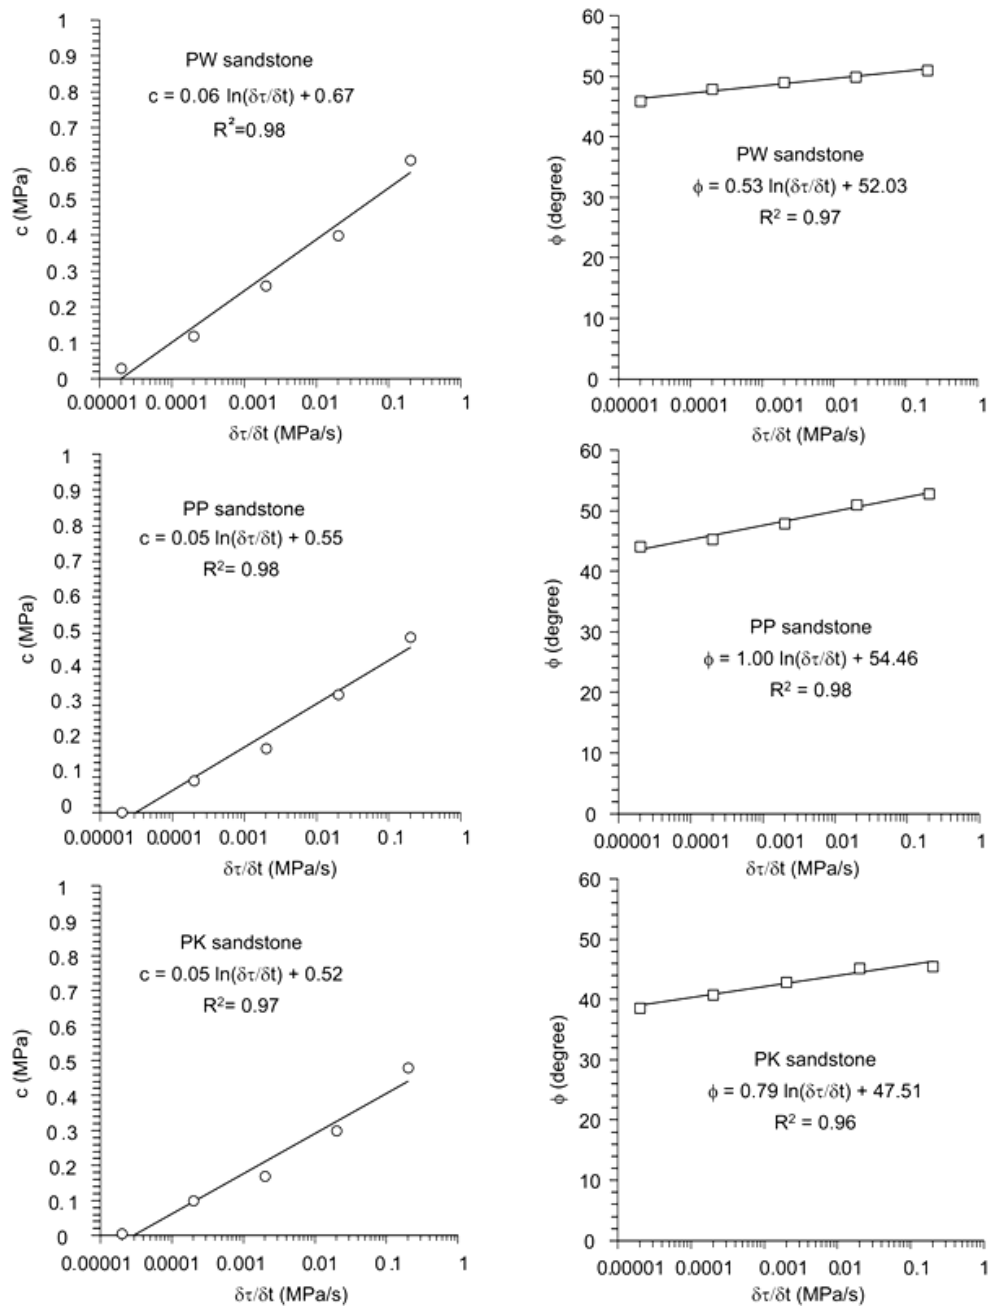 1
0.9
0.8
0.7
0.6
0.5
0.4
0.3
0.2
0.1
0
c (MPa)
PW sandstone
c = 0.06 ln(δτ/δt) + 0.67
R²=0.98
0.00001 0.0001 0.001 0.01 0.1 1
δτ/δt (MPa/s)
60
50
40
30
20
10
0
ϕ (degree)
PW sandstone
ϕ = 0.53 ln(δτ/δt) + 52.03
R² = 0.97
0.00001 0.0001 0.001 0.01 0.1 1
δτ/δt (MPa/s)
1
0.9
0.8
0.7
0.6
0.5
0.4
0.3
0.2
0.1
0
c (MPa)
PP sandstone
c = 0.05 ln(δτ/δt) + 0.55
R²= 0.98
0.00001 0.0001 0.001 0.01 0.1 1
δτ/δt (MPa/s)
60
50
40
30
20
10
0
ϕ (degree)
PP sandstone
ϕ = 1.00 ln(δτ/δt) + 54.46
R² = 0.98
0.00001 0.0001 0.001 0.01 0.1 1
δτ/δt (MPa/s)
1
0.9
0.8
0.7
0.6
0.5
0.4
0.3
0.2
0.1
0
c (MPa)
PK sandstone
c = 0.05 ln(δτ/δt) + 0.52
R²= 0.97
0.00001 0.0001 0.001 0.01 0.1 1
δτ/δt (MPa/s)
60
50
40
30
20
10
0
ϕ (degree)
PK sandstone
ϕ = 0.79 ln(δτ/δt) + 47.51
R² = 0.96
0.00001 0.0001 0.001 0.01 0.1 1
δτ/δt (MPa/s)